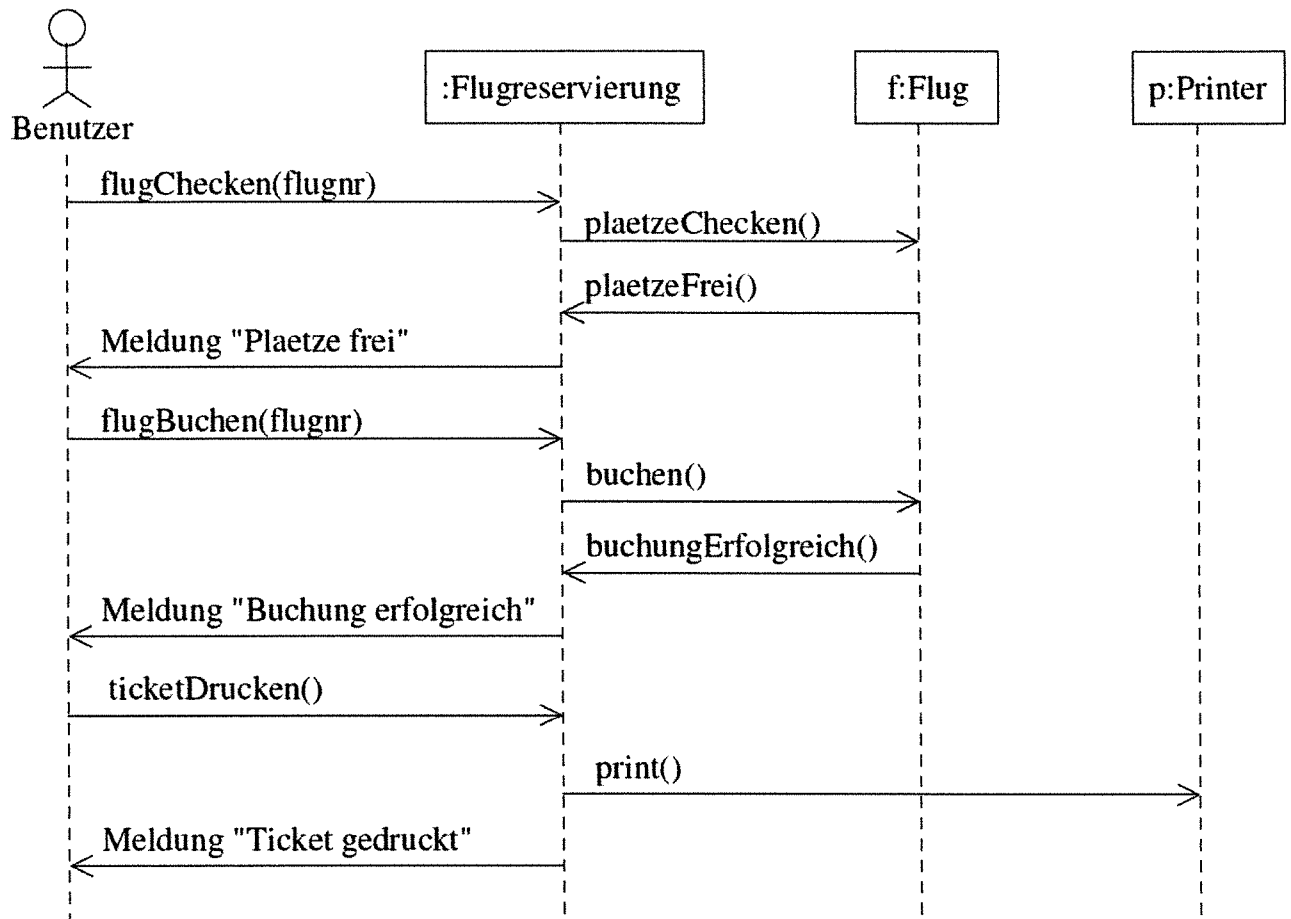 :Flugreservierung
f:Flug
p:Printer
Benutzer
flugChecken(flugnr)
plaetzeChecken()
plaetzeFrei()
Meldung "Plaetze frei"
flugBuchen(flugnr)
buchen()
buchungErfolgreich()
Meldung "Buchung erfolgreich"
ticketDrucken()
print()
Meldung "Ticket gedruckt"